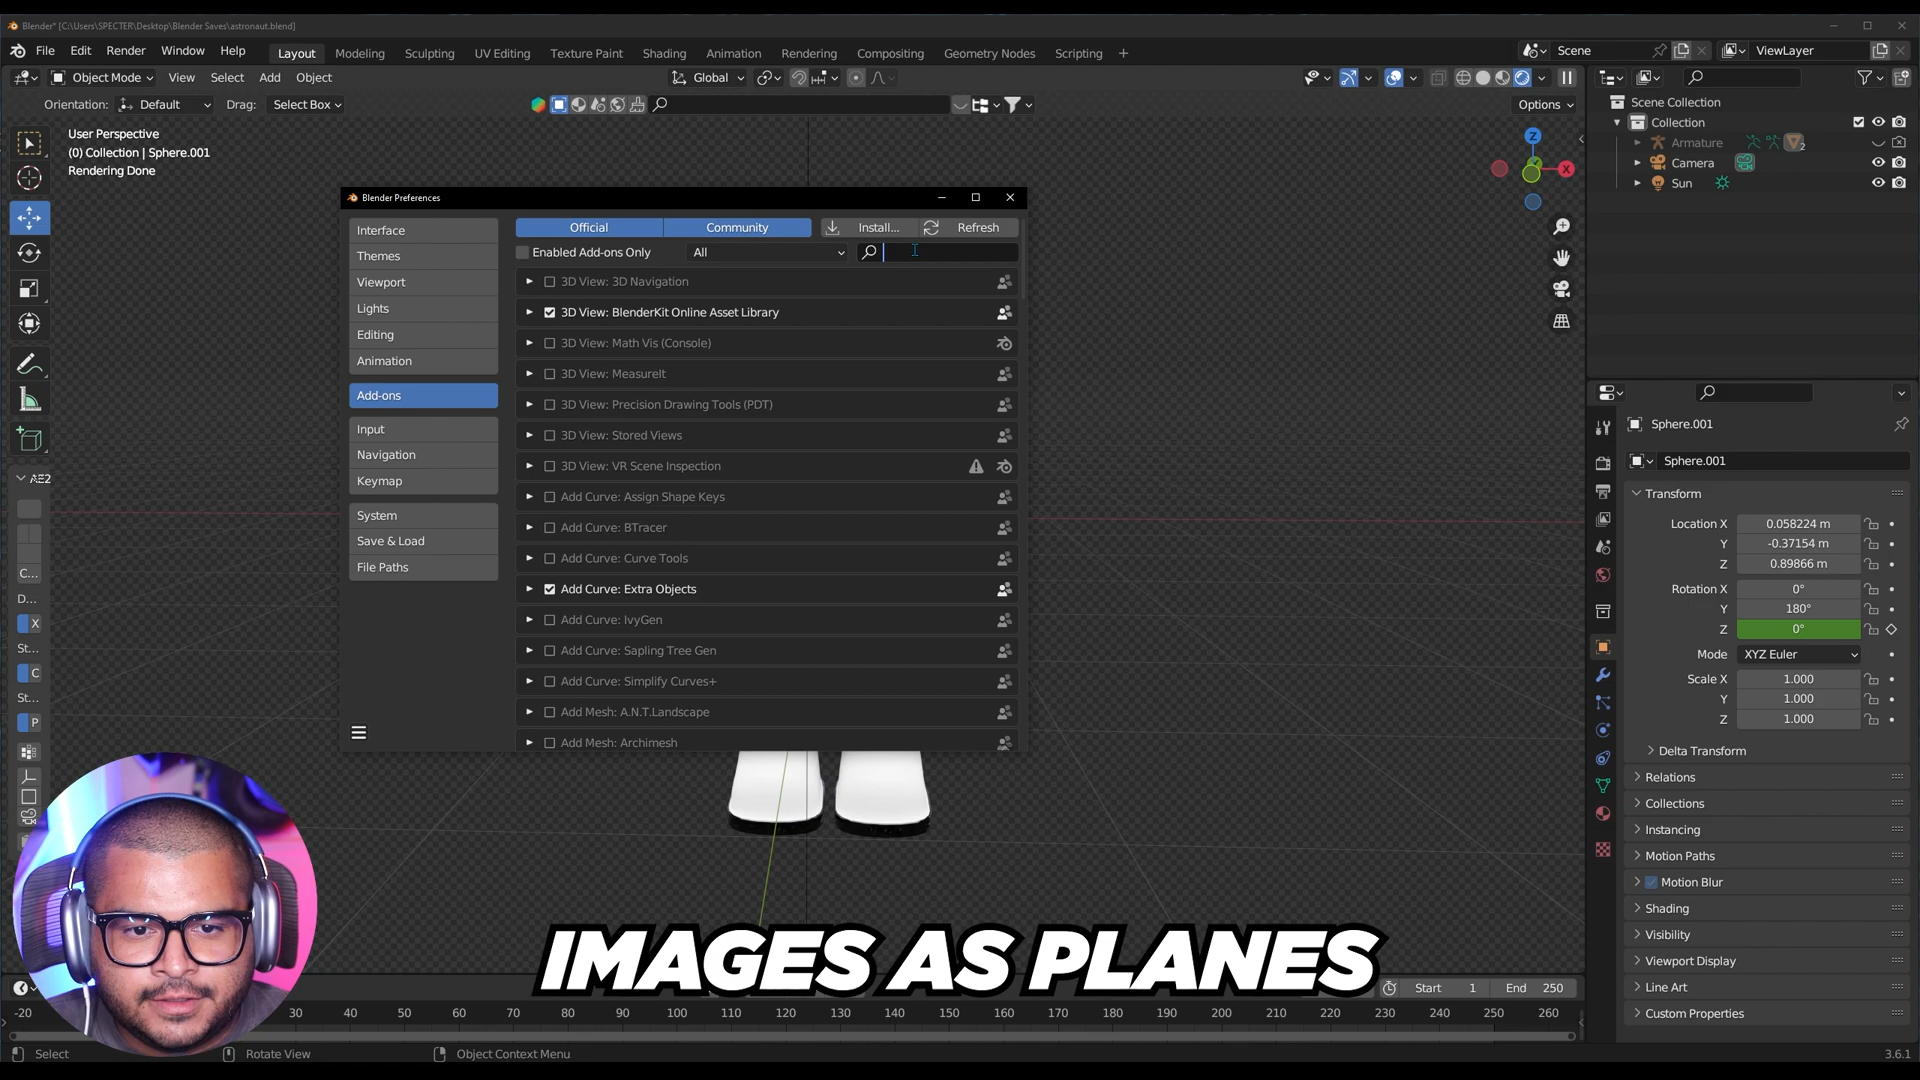 Blender* [C:\Users\SPECTER\Desktop\Blender Saves\astronaut.blend]
File Edit Render Window Help Layout Modeling Sculpting UV Editing Texture Paint Shading Animation Rendering Compositing Geometry Nodes Scripting + Scene ViewLayer
Object Mode View Select Add Object Global
Orientation: Default Drag: Select Box Options
User Perspective
(0) Collection | Sphere.001
Rendering Done
Z
X
Scene Collection
Collection
Armature 2
Camera
Sun
Blender Preferences
Interface
Themes
Viewport
Lights
Editing
Animation
Add-ons
Input
Navigation
Keymap
System
Save & Load
File Paths
Official Community Install... Refresh
Enabled Add-ons Only All
3D View: 3D Navigation
3D View: BlenderKit Online Asset Library
3D View: Math Vis (Console)
3D View: MeasureIt
3D View: Precision Drawing Tools (PDT)
3D View: Stored Views
3D View: VR Scene Inspection
Add Curve: Assign Shape Keys
Add Curve: BTracer
Add Curve: Curve Tools
Add Curve: Extra Objects
Add Curve: IvyGen
Add Curve: Sapling Tree Gen
Add Curve: Simplify Curves+
Add Mesh: A.N.T.Landscape
Add Mesh: Archimesh
AE2
C...
D...
X
St...
C
St...
P
Sphere.001
Sphere.001
Transform
Location X 0.058224 m
Y -0.37154 m
Z 0.89866 m
Rotation X 0°
Y 180°
Z 0°
Mode XYZ Euler
Scale X 1.000
Y 1.000
Z 1.000
Delta Transform
Relations
Collections
Instancing
Motion Paths
Motion Blur
Shading
Visibility
Viewport Display
Line Art
Custom Properties
IMAGES AS PLANES
Start 1 End 250
-20 30 40 50 60 70 80 90 100 110 120 130 140 150 160 170 180 190 200 210 220 230 240 250 260
Select Rotate View Object Context Menu 3.6.1